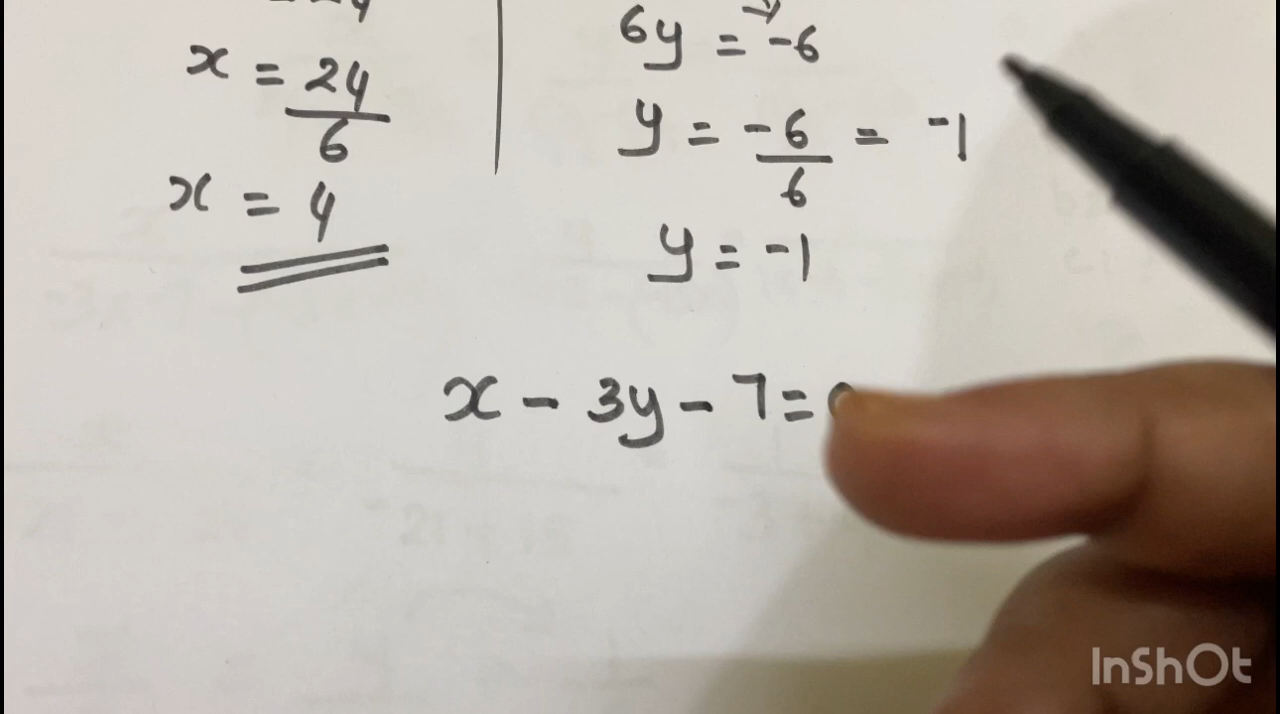 6y = -6
x = 24/6
y = -6/6 = -1
x = 4
y = -1
x - 3y - 7 =
InShOt